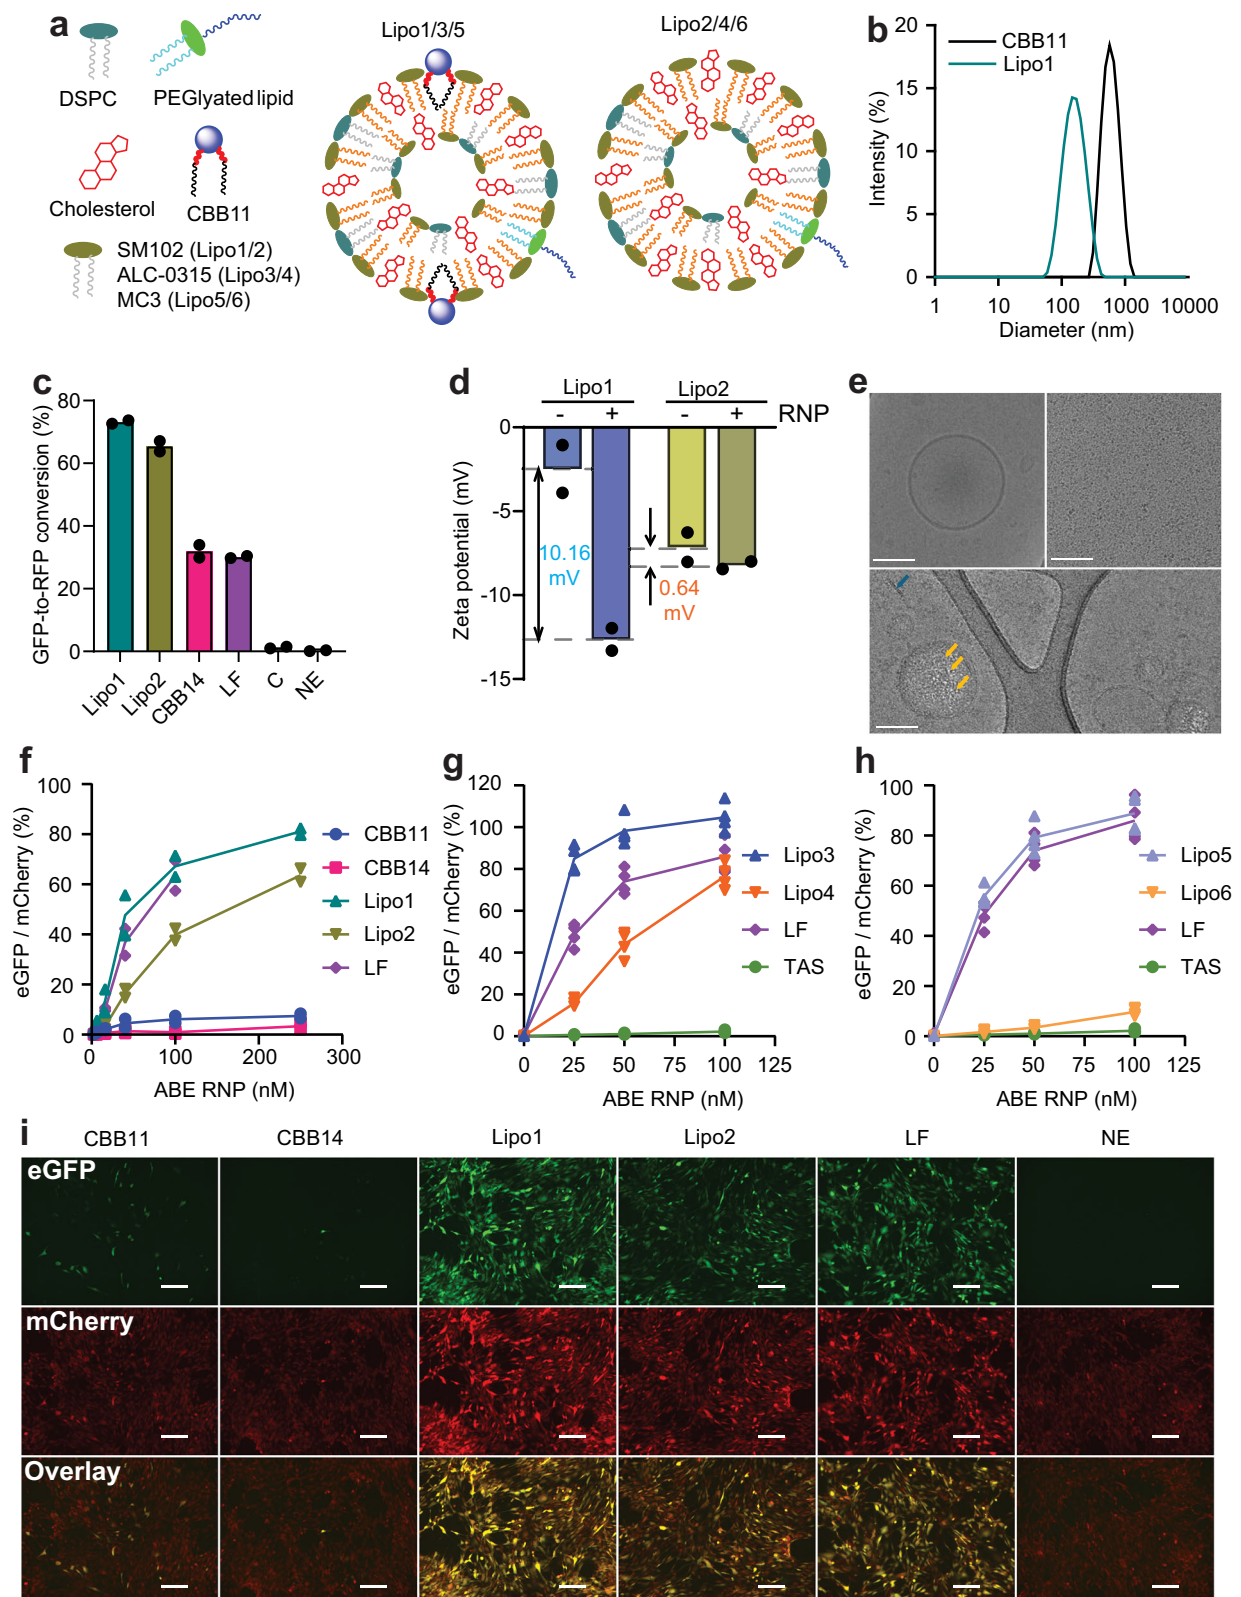 a
Lipo1/3/5
Lipo2/4/6
DSPC
PEGlyated lipid
Cholesterol
CBB11
SM102 (Lipo1/2)
ALC-0315 (Lipo3/4)
MC3 (Lipo5/6)
b
CBB11
Lipo1
Intensity (%)
20
15
10
5
0
1 10 100 1000 10000
Diameter (nm)
c
GFP-to-RFP conversion (%)
80
60
40
20
0
Lipo1 Lipo2 CBB14 LF C NE
d
Lipo1 Lipo2
- + - + RNP
Zeta potential (mV)
0
-5
-10
-15
10.16
mV
0.64
mV
e
f
eGFP / mCherry (%)
100
80
60
40
20
0
0 100 200 300
ABE RNP (nM)
CBB11
CBB14
Lipo1
Lipo2
LF
g
eGFP / mCherry (%)
120
100
80
60
40
20
0
0 25 50 75 100 125
ABE RNP (nM)
Lipo3
Lipo4
LF
TAS
h
eGFP / mCherry (%)
100
80
60
40
20
0
0 25 50 75 100 125
ABE RNP (nM)
Lipo5
Lipo6
LF
TAS
i
CBB11 CBB14 Lipo1 Lipo2 LF NE
eGFP
mCherry
Overlay